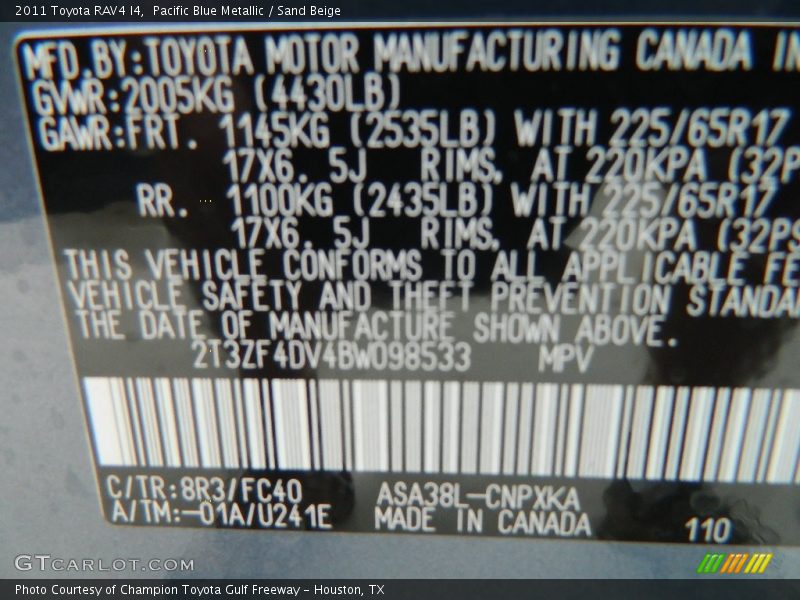 2011 Toyota RAV4 I4, Pacific Blue Metallic / Sand Beige
MFD.BY:TOYOTA MOTOR MANUFACTURING CANADA IN
GVWR:2005KG (4430LB)
GAWR:FRT. 1145KG (2535LB) WITH 225/65R17
17X6.5J RIMS, AT 220KPA (32P
RR. 1100KG (2435LB) WITH 225/65R17
17X6.5J RIMS, AT 220KPA (32PS
THIS VEHICLE CONFORMS TO ALL APPLICABLE FE
VEHICLE SAFETY AND THEFT PREVENTION STANDA
THE DATE OF MANUFACTURE SHOWN ABOVE.
2T3ZF4DV4BW098533 MPV
C/TR:8R3/FC40 ASA38L-CNPXKA
A/TM:-01A/U241E MADE IN CANADA 110
GTCARLOT.COM
Photo Courtesy of Champion Toyota Gulf Freeway - Houston, TX